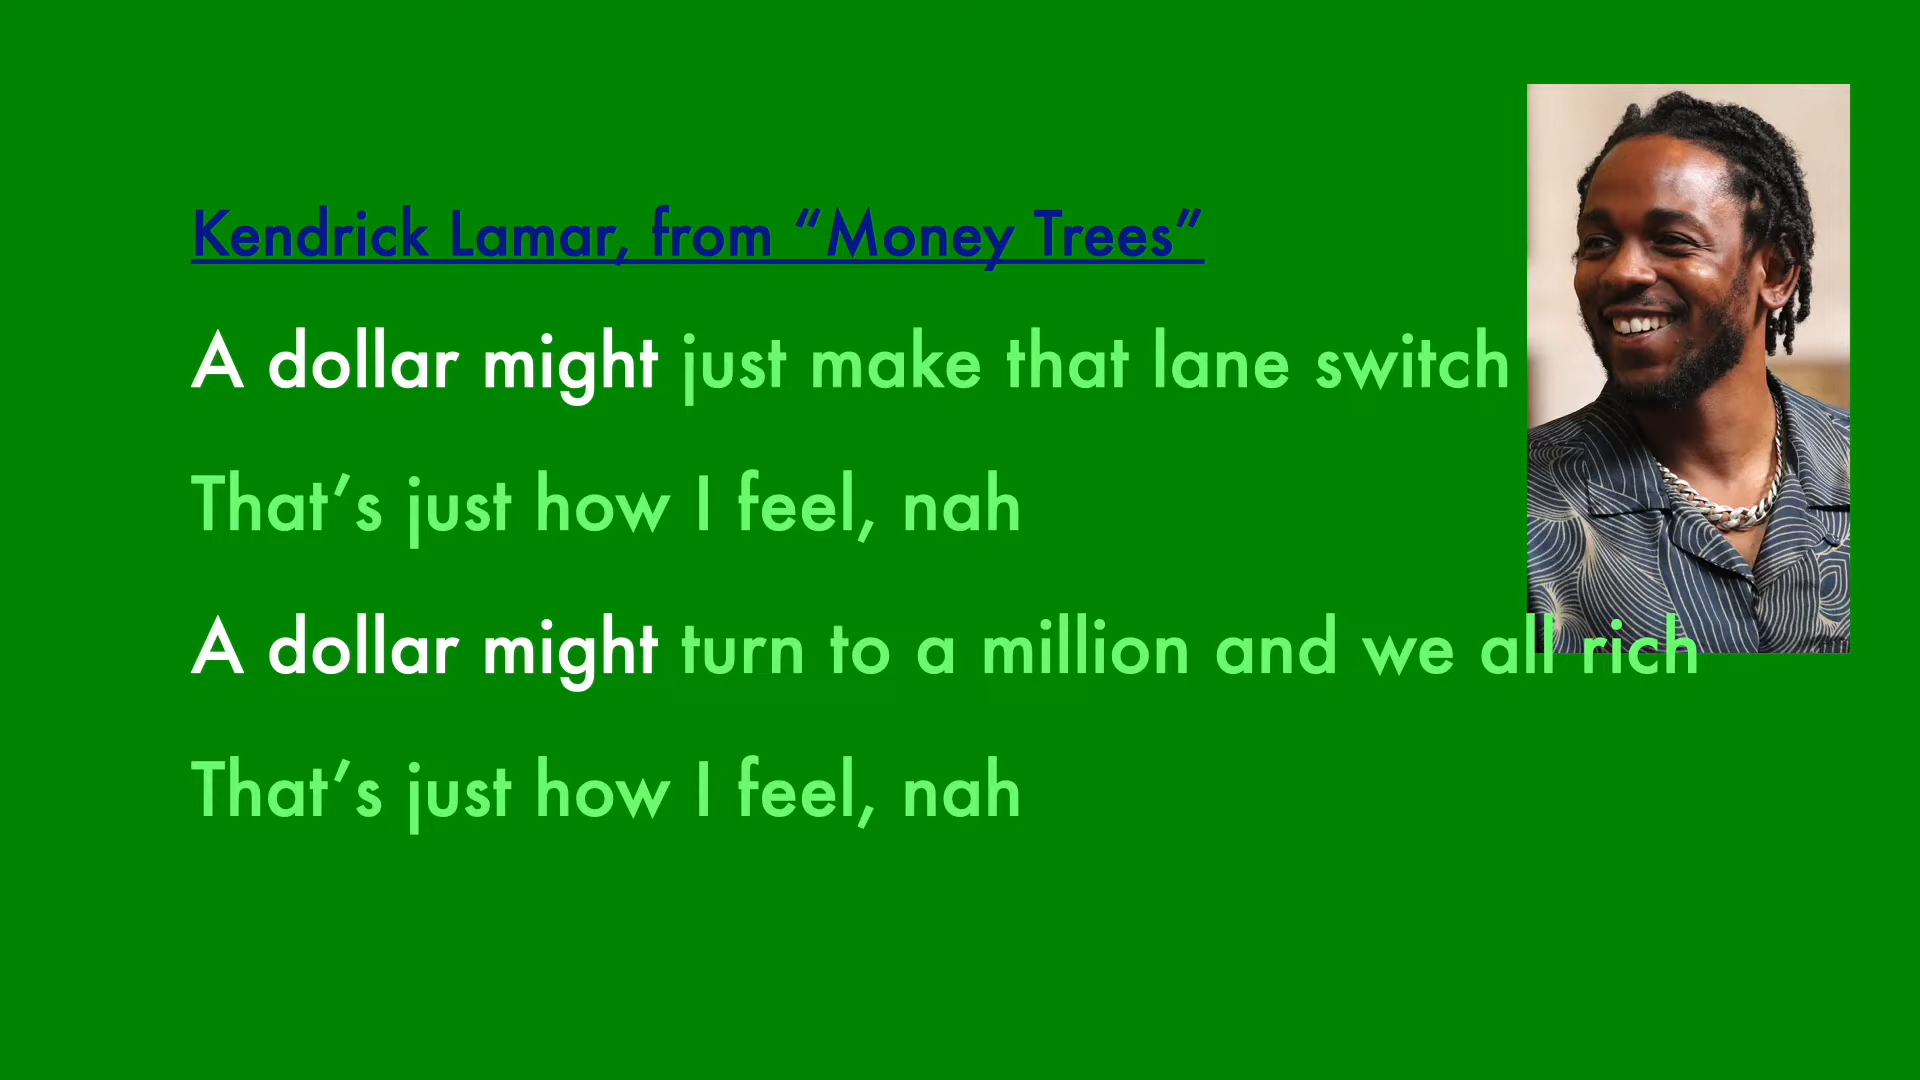 Kendrick Lamar, from “Money Trees”
A dollar might just make that lane switch
That’s just how I feel, nah
A dollar might turn to a million and we all rich
That’s just how I feel, nah